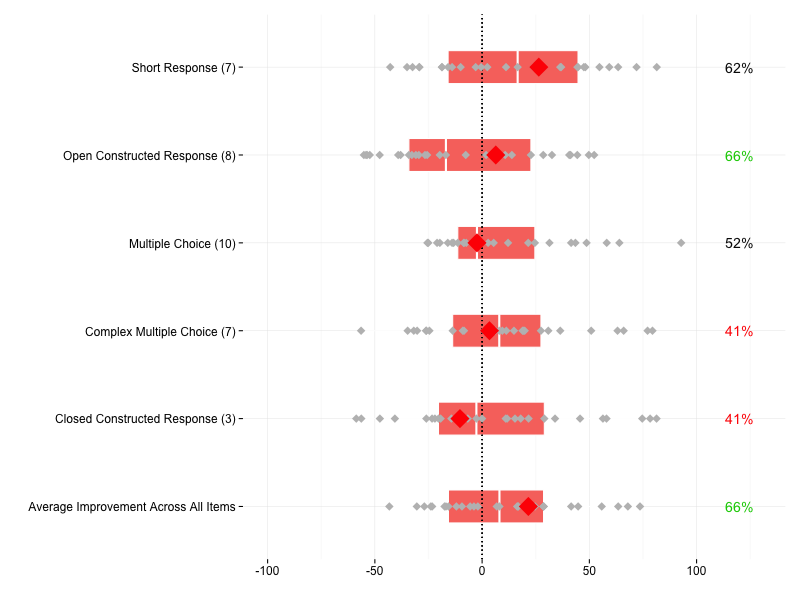 Short Response (7) 62%
Open Constructed Response (8) 66%
Multiple Choice (10) 52%
Complex Multiple Choice (7) 41%
Closed Constructed Response (3) 41%
Average Improvement Across All Items 66%
-100 -50 0 50 100